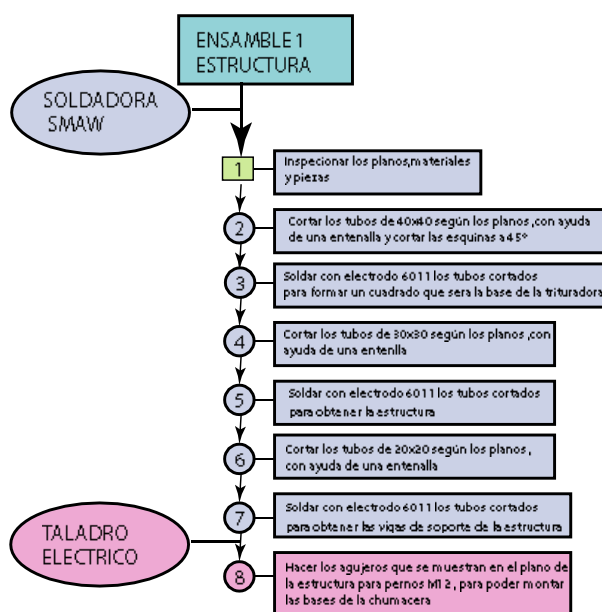 ENSAMBLE 1
ESTRUCTURA
SOLDADORA
SMAW
1
Inspecionar los planos,materiales
y piezas
2
Cortar los tubos de 40x40 según los planos ,con ayuda
de una entenalla y cortar las esquinas a 45°
3
Soldar con electrodo 6011 los tubos cortados
para formar un cuadrado que sera la base de la trituradora
4
Cortar los tubos de 30x30 según los planos ,con
ayuda de una entenlla
5
Soldar con electrodo 6011 los tubos cortados
para obtener la estructura
6
Cortar los tubos de 20x20 según los planos ,
con ayuda de una entenalla
7
Soldar con electrodo 6011 los tubos cortados
para obtener las vigas de soporte de la estructura
TALADRO
ELECTRICO
8
Hacer los agujeros que se muestran en el plano de
la estructura para pernos M12 , para poder montar
las bases de la chumacera